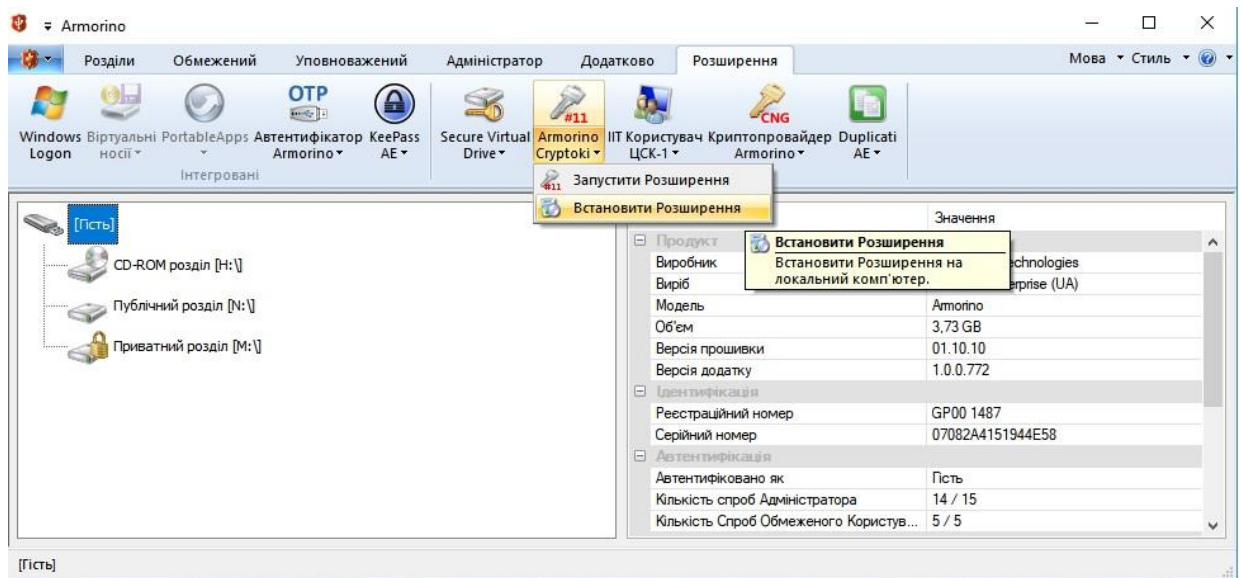 Armorino
Розділи Обмежений Уповноважений Адміністратор Додатково Розширення Мова Стиль
OTP #11 CNG
Windows Віртуальні PortableApps Автентифікатор KeePass Secure Virtual Armorino ІІТ Користувач Криптопровайдер Duplicati
Logon носії Armorino AE Drive Cryptoki ЦСК-1 Armorino AE
Інтегровані
#11 Запустити Розширення
Встановити Розширення
[Гість] Значення
Продукт Встановити Розширення
CD-ROM розділ [H:\] Виробник Встановити Розширення на echnologies
локальний комп'ютер.
Виріб erprise (UA)
Публічний розділ [N:\] Модель Armorino
Об'єм 3,73 GB
Приватний розділ [M:\] Версія прошивки 01.10.10
Версія додатку 1.0.0.772
Ідентифікація
Реєстраційний номер GP00 1487
Серійний номер 07082A4151944E58
Автентифікація
Автентифіковано як Гість
Кількість спроб Адміністратора 14 / 15
Кількість Спроб Обмеженого Користув... 5 / 5
[Гість]